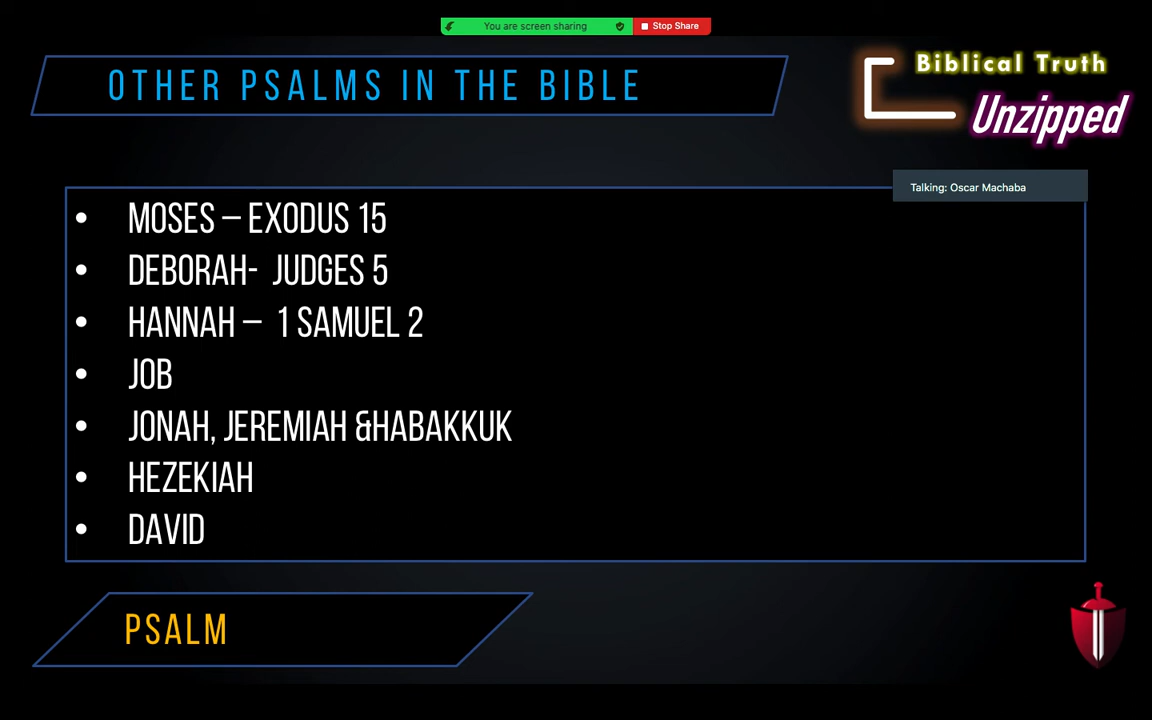 You are screen sharing Stop Share
OTHER PSALMS IN THE BIBLE
Biblical Truth
Unzipped
Talking: Oscar Machaba
• MOSES – EXODUS 15
• DEBORAH- JUDGES 5
• HANNAH – 1 SAMUEL 2
• JOB
• JONAH, JEREMIAH &HABAKKUK
• HEZEKIAH
• DAVID
PSALM